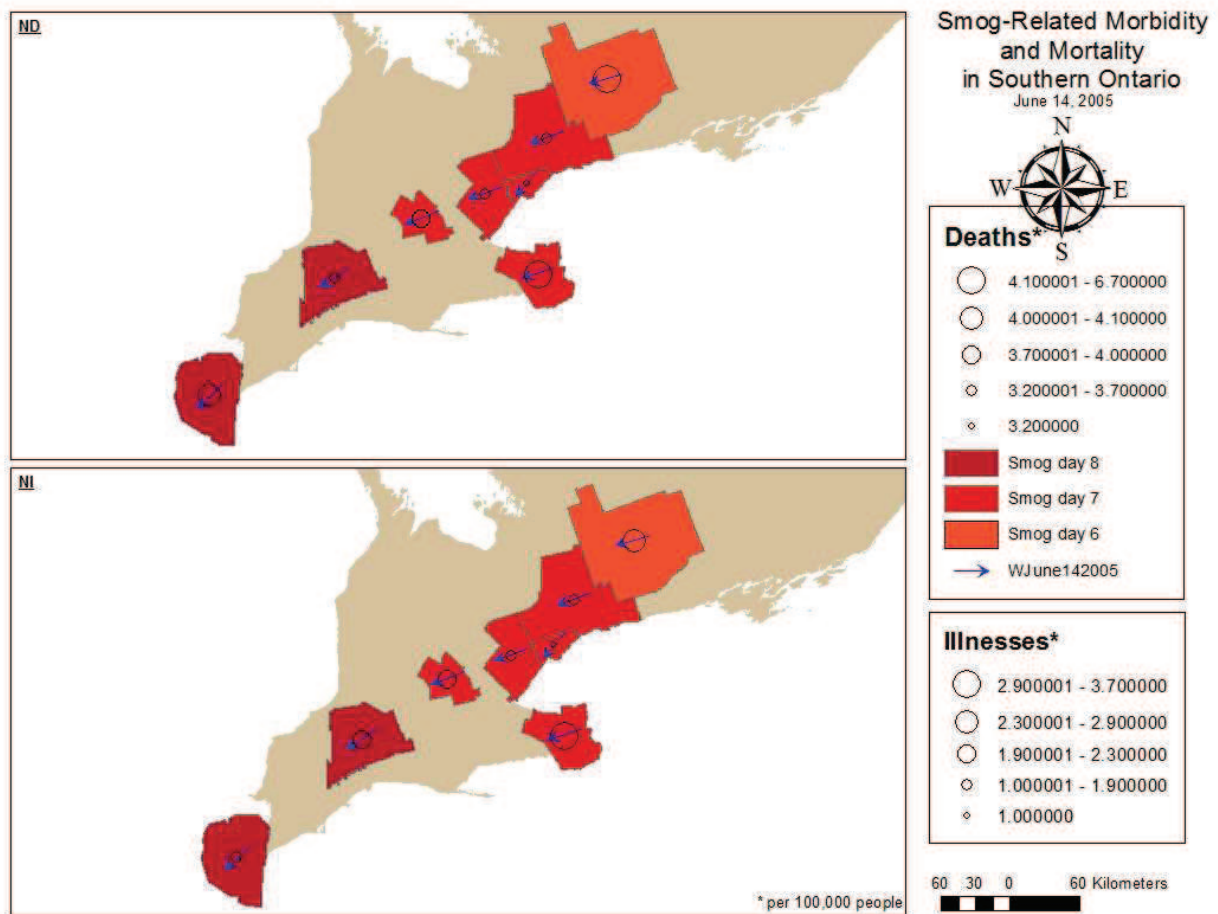 ND
NI
* per 100,000 people
Smog-Related Morbidity
and Mortality
in Southern Ontario
June 14, 2005
N
W E
S
Deaths*
4.100001 - 6.700000
4.000001 - 4.100000
3.700001 - 4.000000
3.200001 - 3.700000
3.200000
Smog day 8
Smog day 7
Smog day 6
WJune142005
Illnesses*
2.900001 - 3.700000
2.300001 - 2.900000
1.900001 - 2.300000
1.000001 - 1.900000
1.000000
60 30 0 60 Kilometers